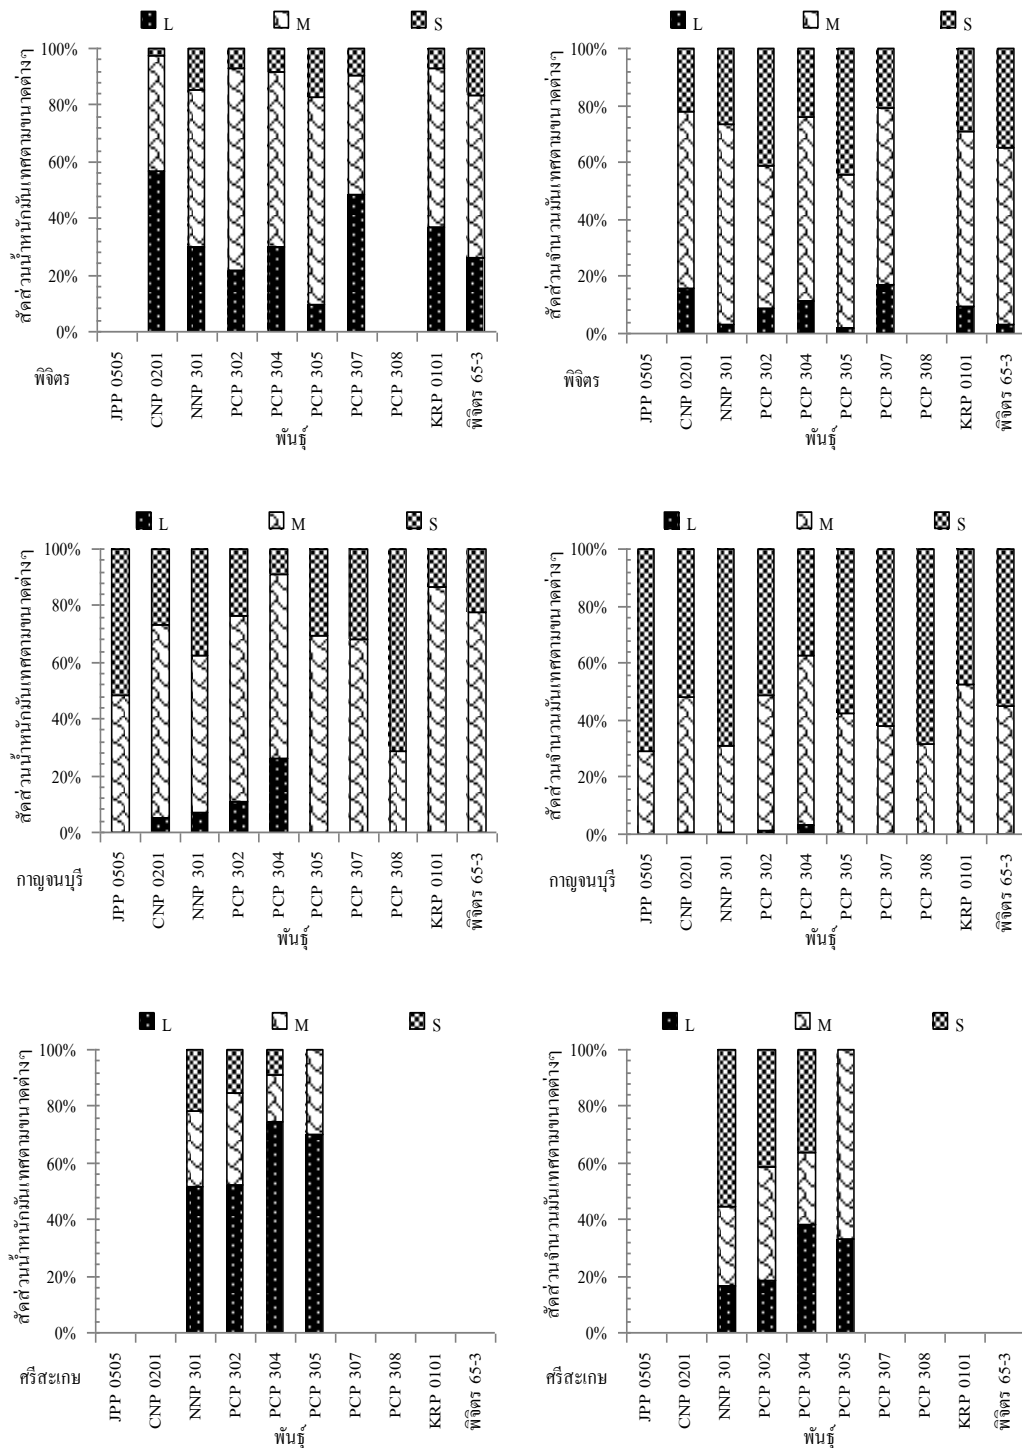 L M S
สัดส่วนน้ำหนักมันเทศตามขนาดต่างๆ
100%
80%
60%
40%
20%
0%
พิจิตร
JPP 0505
CNP 0201
NNP 301
PCP 302
PCP 304
PCP 305
PCP 307
PCP 308
KRP 0101
พิจิตร 65-3
พันธุ์
L M S
สัดส่วนจำนวนมันเทศตามขนาดต่างๆ
100%
80%
60%
40%
20%
0%
พิจิตร
JPP 0505
CNP 0201
NNP 301
PCP 302
PCP 304
PCP 305
PCP 307
PCP 308
KRP 0101
พิจิตร 65-3
พันธุ์
L M S
สัดส่วนน้ำหนักมันเทศตามขนาดต่างๆ
100%
80%
60%
40%
20%
0%
กาญจนบุรี
JPP 0505
CNP 0201
NNP 301
PCP 302
PCP 304
PCP 305
PCP 307
PCP 308
KRP 0101
พิจิตร 65-3
พันธุ์
L M S
สัดส่วนจำนวนมันเทศตามขนาดต่างๆ
100%
80%
60%
40%
20%
0%
กาญจนบุรี
JPP 0505
CNP 0201
NNP 301
PCP 302
PCP 304
PCP 305
PCP 307
PCP 308
KRP 0101
พิจิตร 65-3
พันธุ์
L M S
สัดส่วนน้ำหนักมันเทศตามขนาดต่างๆ
100%
80%
60%
40%
20%
0%
ศรีสะเกษ
JPP 0505
CNP 0201
NNP 301
PCP 302
PCP 304
PCP 305
PCP 307
PCP 308
KRP 0101
พิจิตร 65-3
พันธุ์
L M S
สัดส่วนจำนวนมันเทศตามขนาดต่างๆ
100%
80%
60%
40%
20%
0%
ศรีสะเกษ
JPP 0505
CNP 0201
NNP 301
PCP 302
PCP 304
PCP 305
PCP 307
PCP 308
KRP 0101
พิจิตร 65-3
พันธุ์